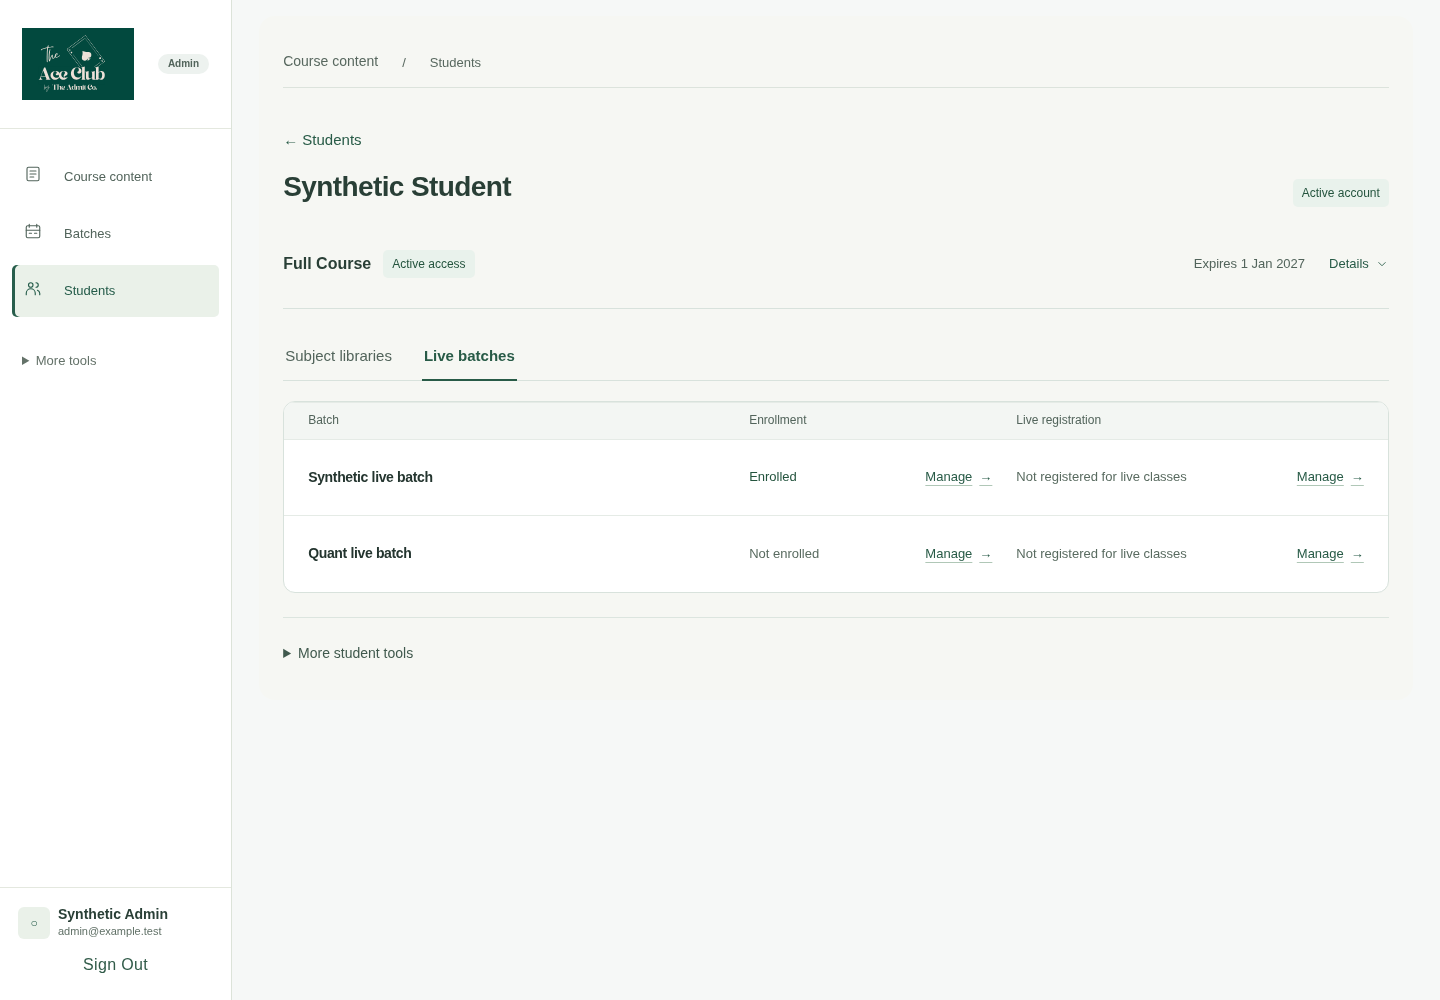 The
Ace Club
by The Admit Co.
Admin
Course content
Batches
Students
▶ More tools
Synthetic Admin
admin@example.test
Sign Out
Course content / Students
← Students
Synthetic Student
Active account
Full Course Active access Expires 1 Jan 2027 Details
Subject libraries Live batches
Batch Enrollment Live registration
Synthetic live batch Enrolled Manage → Not registered for live classes Manage →
Quant live batch Not enrolled Manage → Not registered for live classes Manage →
▶ More student tools